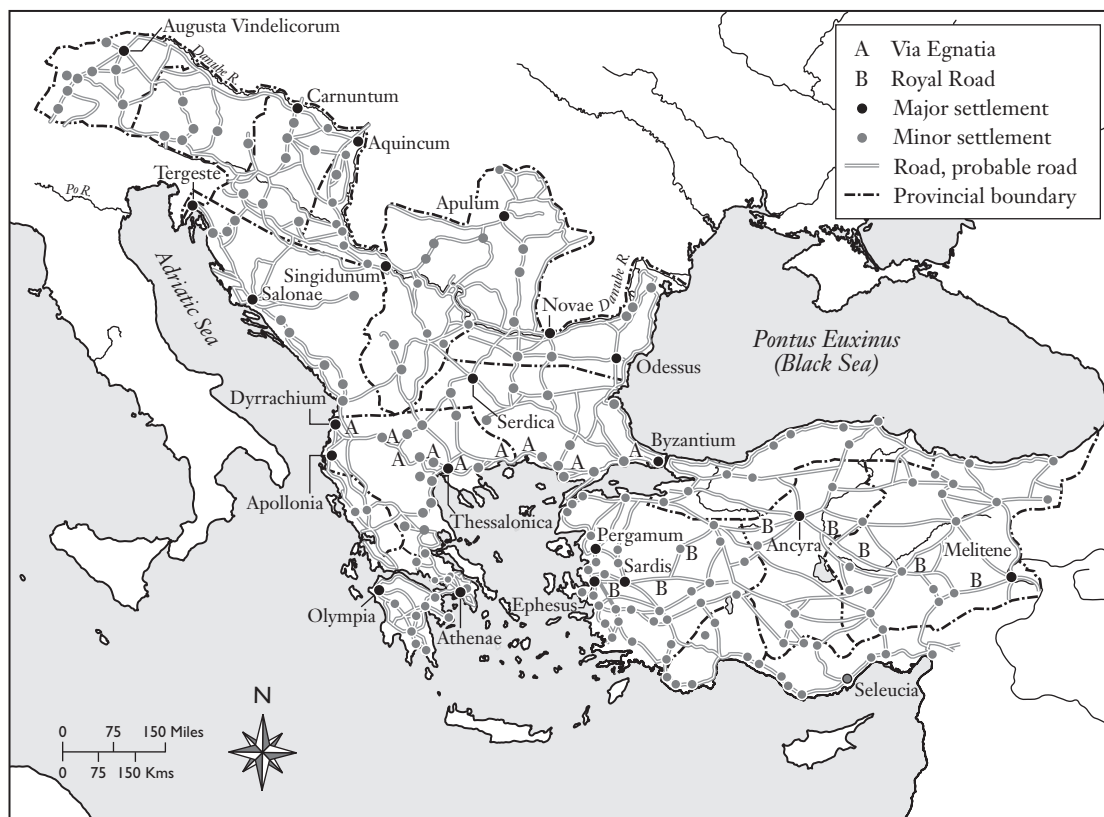 Augusta Vindelicorum
Danube R.
Carnuntum
Aquincum
Tergeste
Po R.
Apulum
Adriatic Sea
Singidunum
Salonae
Novae
Danube R.
Pontus Euxinus
(Black Sea)
Odessus
Dyrrachium
Serdica
Byzantium
A
A
A
A
A
A
A
A
Apollonia
Thessalonica
Pergamum
Sardis
Ancyra
Melitene
B
B
B
B
B
B
B
B
Ephesus
Olympia
Athenae
Seleucia
A Via Egnatia
B Royal Road
Major settlement
Minor settlement
Road, probable road
Provincial boundary
N
0 75 150 Miles
0 75 150 Kms